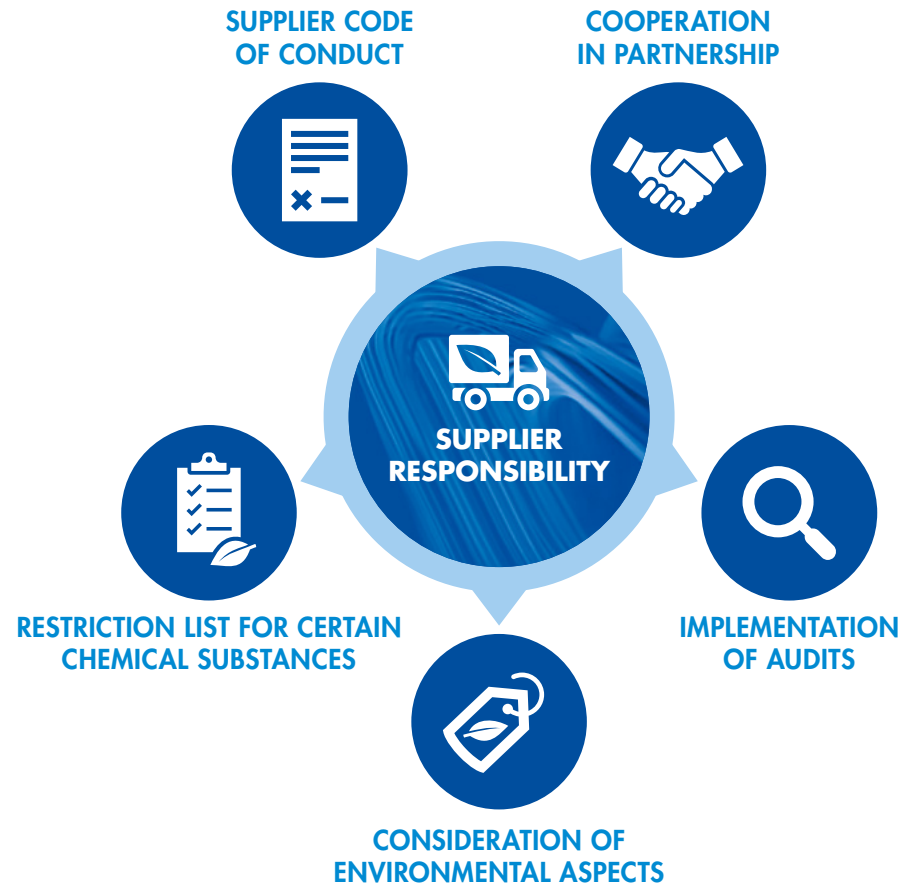 SUPPLIER CODE
OF CONDUCT
COOPERATION
IN PARTNERSHIP
SUPPLIER
RESPONSIBILITY
RESTRICTION LIST FOR CERTAIN
CHEMICAL SUBSTANCES
IMPLEMENTATION
OF AUDITS
CONSIDERATION OF
ENVIRONMENTAL ASPECTS